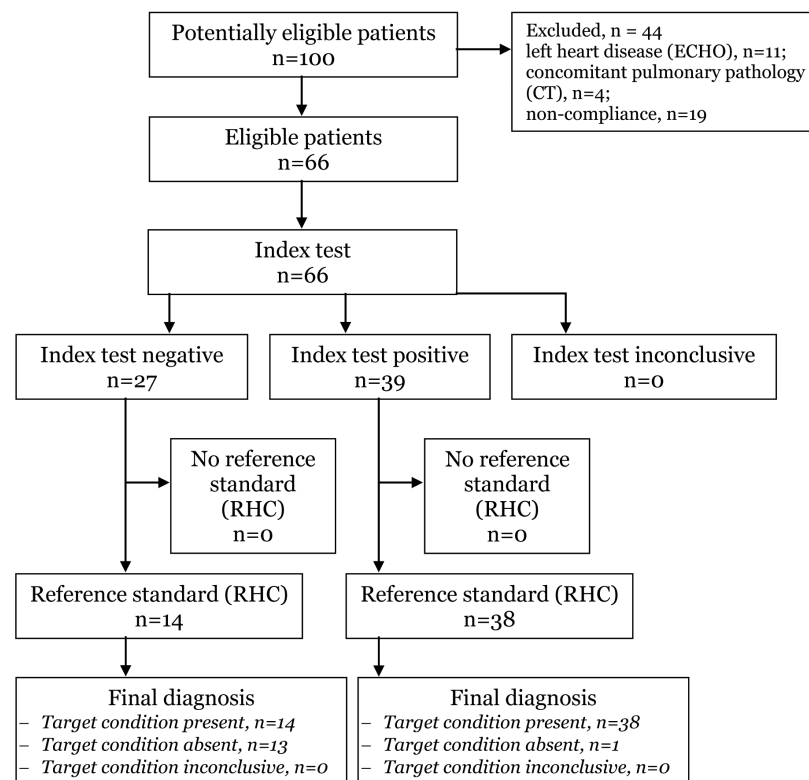 Potentially eligible patients
n=100
Excluded, n = 44
left heart disease (ECHO), n=11;
concomitant pulmonary pathology
(CT), n=4;
non-compliance, n=19
Eligible patients
n=66
Index test
n=66
Index test negative
n=27
Index test positive
n=39
Index test inconclusive
n=0
No reference
standard
(RHC)
n=0
No reference
standard
(RHC)
n=0
Reference standard (RHC)
n=14
Reference standard (RHC)
n=38
Final diagnosis
– Target condition present, n=14
– Target condition absent, n=13
– Target condition inconclusive, n=0
Final diagnosis
– Target condition present, n=38
– Target condition absent, n=1
– Target condition inconclusive, n=0